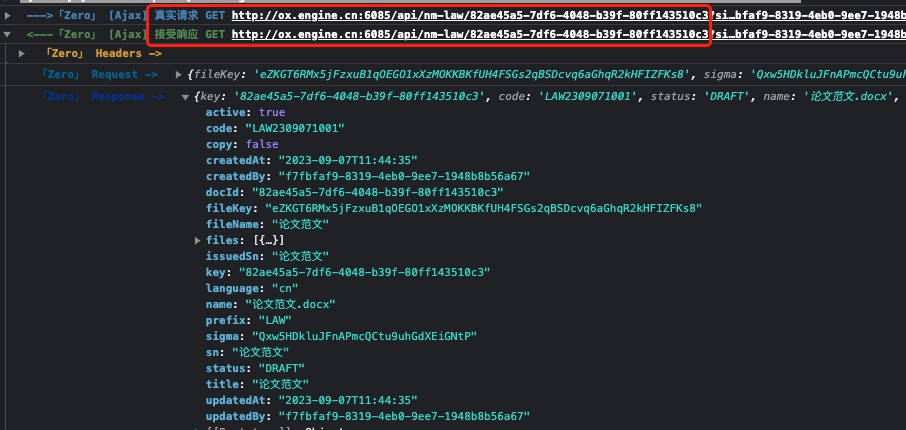 --->「Zero」 [Ajax] 真实请求 GET http://ox.engine.cn:6085/api/nm-law/82ae45a5-7df6-4048-b39f-80ff143510c3?si…bfaf9-8319-4eb0-9ee7-1948b
<---「Zero」 [Ajax] 接受响应 GET http://ox.engine.cn:6085/api/nm-law/82ae45a5-7df6-4048-b39f-80ff143510c3?si…bfaf9-8319-4eb0-9ee7-1948b
「Zero」 Headers ->
「Zero」 Request -> {fileKey: 'eZKGT6RMx5jFzxuB1qOEGO1xXzMOKKBKfUH4FSGs2qBSDcvq6aGhqR2kHFIZFKs8', sigma: 'Qxw5HDkluJFnAPmcQCtu9uh
「Zero」 Response -> {key: '82ae45a5-7df6-4048-b39f-80ff143510c3', code: 'LAW2309071001', status: 'DRAFT', name: '论文范文.docx',
active: true
code: "LAW2309071001"
copy: false
createdAt: "2023-09-07T11:44:35"
createdBy: "f7fbfaf9-8319-4eb0-9ee7-1948b8b56a67"
docId: "82ae45a5-7df6-4048-b39f-80ff143510c3"
fileKey: "eZKGT6RMx5jFzxuB1qOEGO1xXzMOKKBKfUH4FSGs2qBSDcvq6aGhqR2kHFIZFKs8"
fileName: "论文范文"
files: [{…}]
issuedSn: "论文范文"
key: "82ae45a5-7df6-4048-b39f-80ff143510c3"
language: "cn"
name: "论文范文.docx"
prefix: "LAW"
sigma: "Qxw5HDkluJFnAPmcQCtu9uhGdXEiGNtP"
sn: "论文范文"
status: "DRAFT"
title: "论文范文"
updatedAt: "2023-09-07T11:44:35"
updatedBy: "f7fbfaf9-8319-4eb0-9ee7-1948b8b56a67"